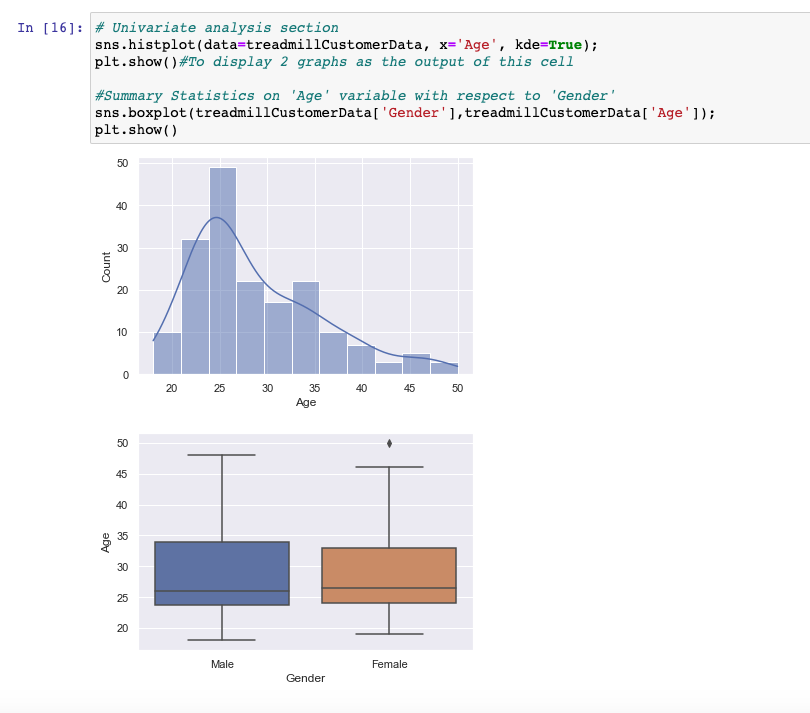 In [16]: # Univariate analysis section
sns.histplot(data=treadmillCustomerData, x='Age', kde=True);
plt.show()#To display 2 graphs as the output of this cell
#Summary Statistics on 'Age' variable with respect to 'Gender'
sns.boxplot(treadmillCustomerData['Gender'],treadmillCustomerData['Age']);
plt.show()
50
40
30
20
10
0
Count
20 25 30 35 40 45 50
Age
50
45
40
35
30
25
20
Age
Male Female
Gender